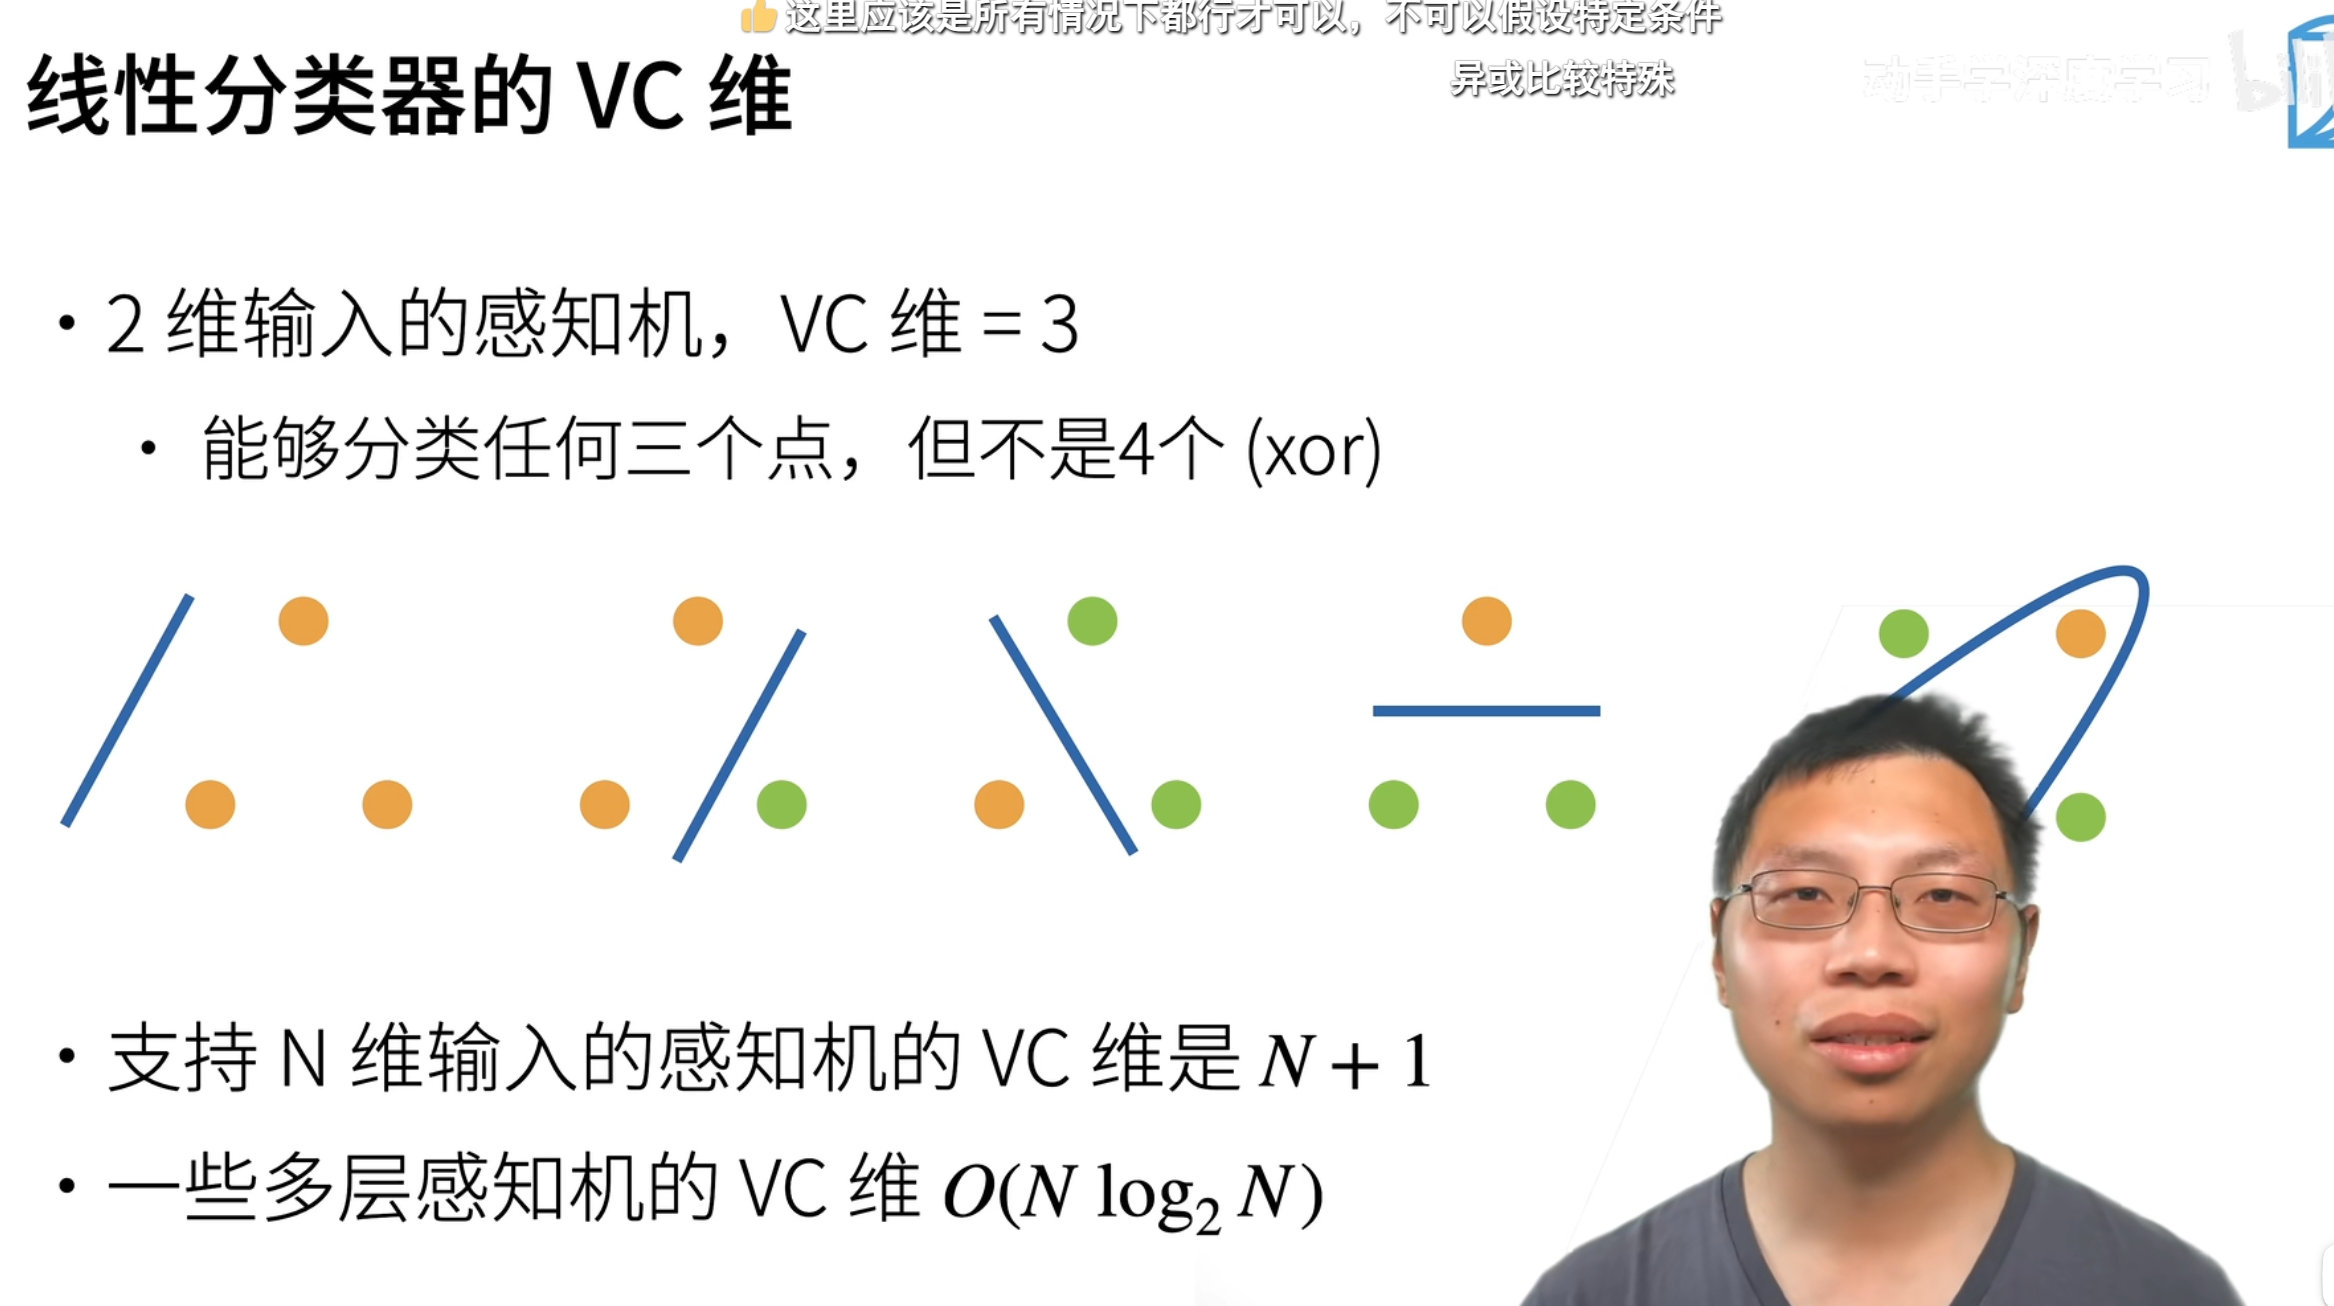 👍这里应该是所有情况下都行才可以，不可以假设特定条件
线性分类器的 VC 维
异或比较特殊
动手学深度学习
bili
• 2 维输入的感知机，VC 维 = 3
• 能够分类任何三个点，但不是4个 (xor)
• 支持 N 维输入的感知机的 VC 维是 N + 1
• 一些多层感知机的 VC 维 O(N log₂ N)